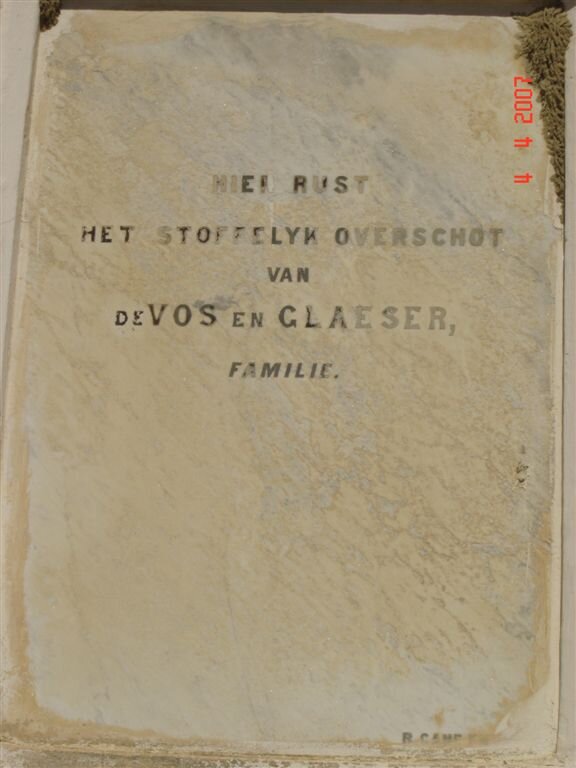 HIER RUST
HET STOFFELYK OVERSCHOT
VAN
DE VOS EN GLAESER,
FAMILIE.
4 4 2007